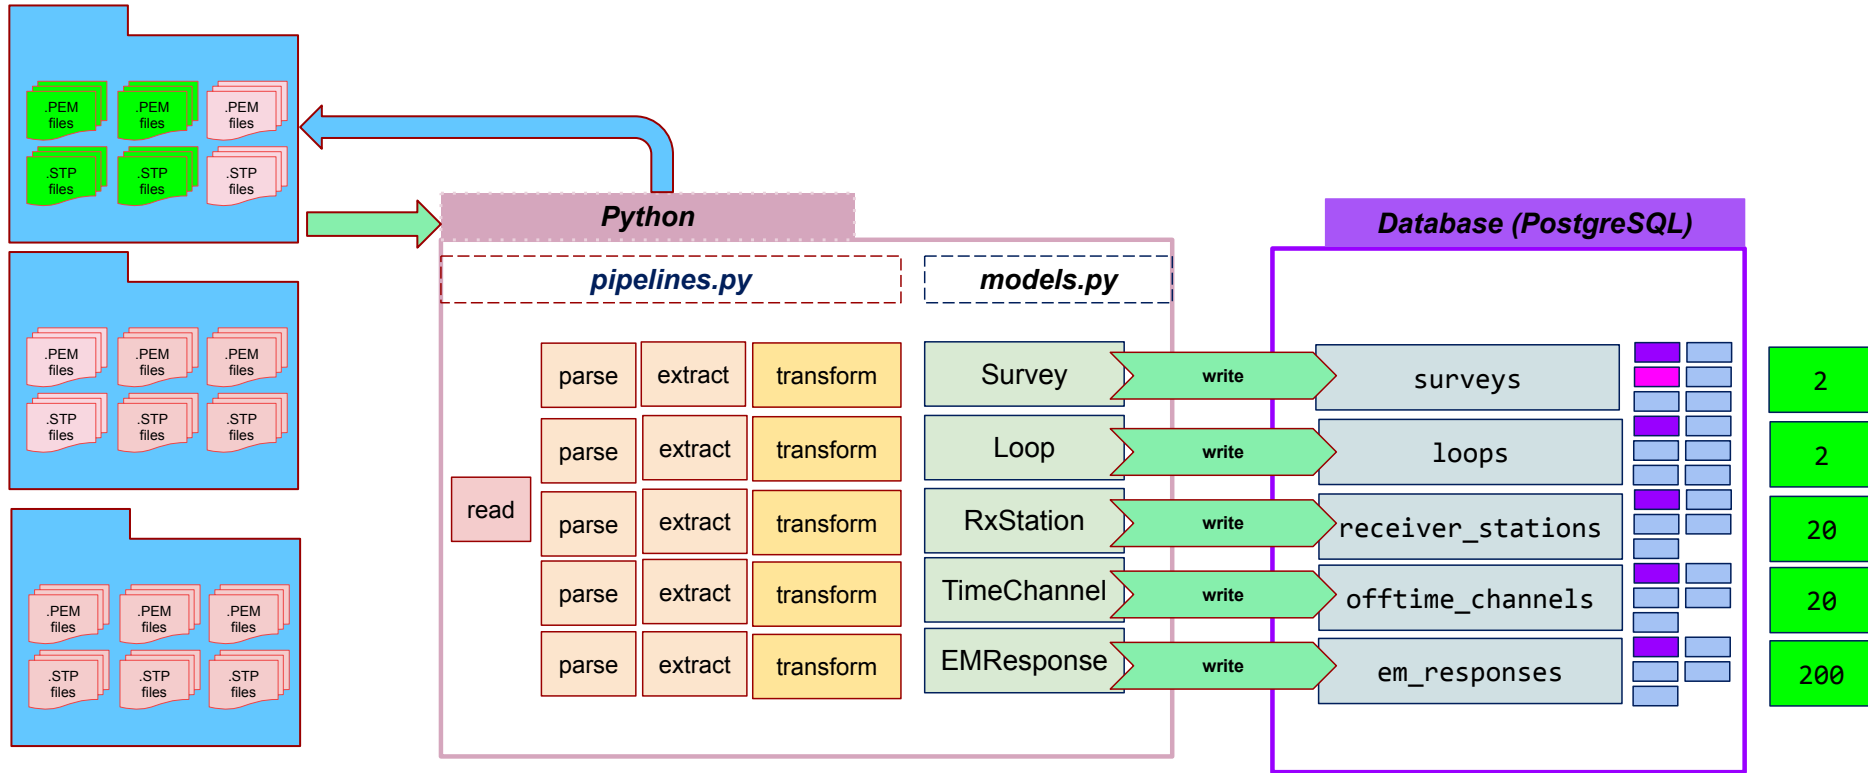 .PEM
files
.PEM
files
.PEM
files
.STP
files
.STP
files
.STP
files
.PEM
files
.PEM
files
.PEM
files
.STP
files
.STP
files
.STP
files
.PEM
files
.PEM
files
.PEM
files
.STP
files
.STP
files
.STP
files
Python
pipelines.py
models.py
read
parse
extract
transform
Survey
write
parse
extract
transform
Loop
write
parse
extract
transform
RxStation
write
parse
extract
transform
TimeChannel
write
parse
extract
transform
EMResponse
write
Database (PostgreSQL)
surveys
2
loops
2
receiver_stations
20
offtime_channels
20
em_responses
200